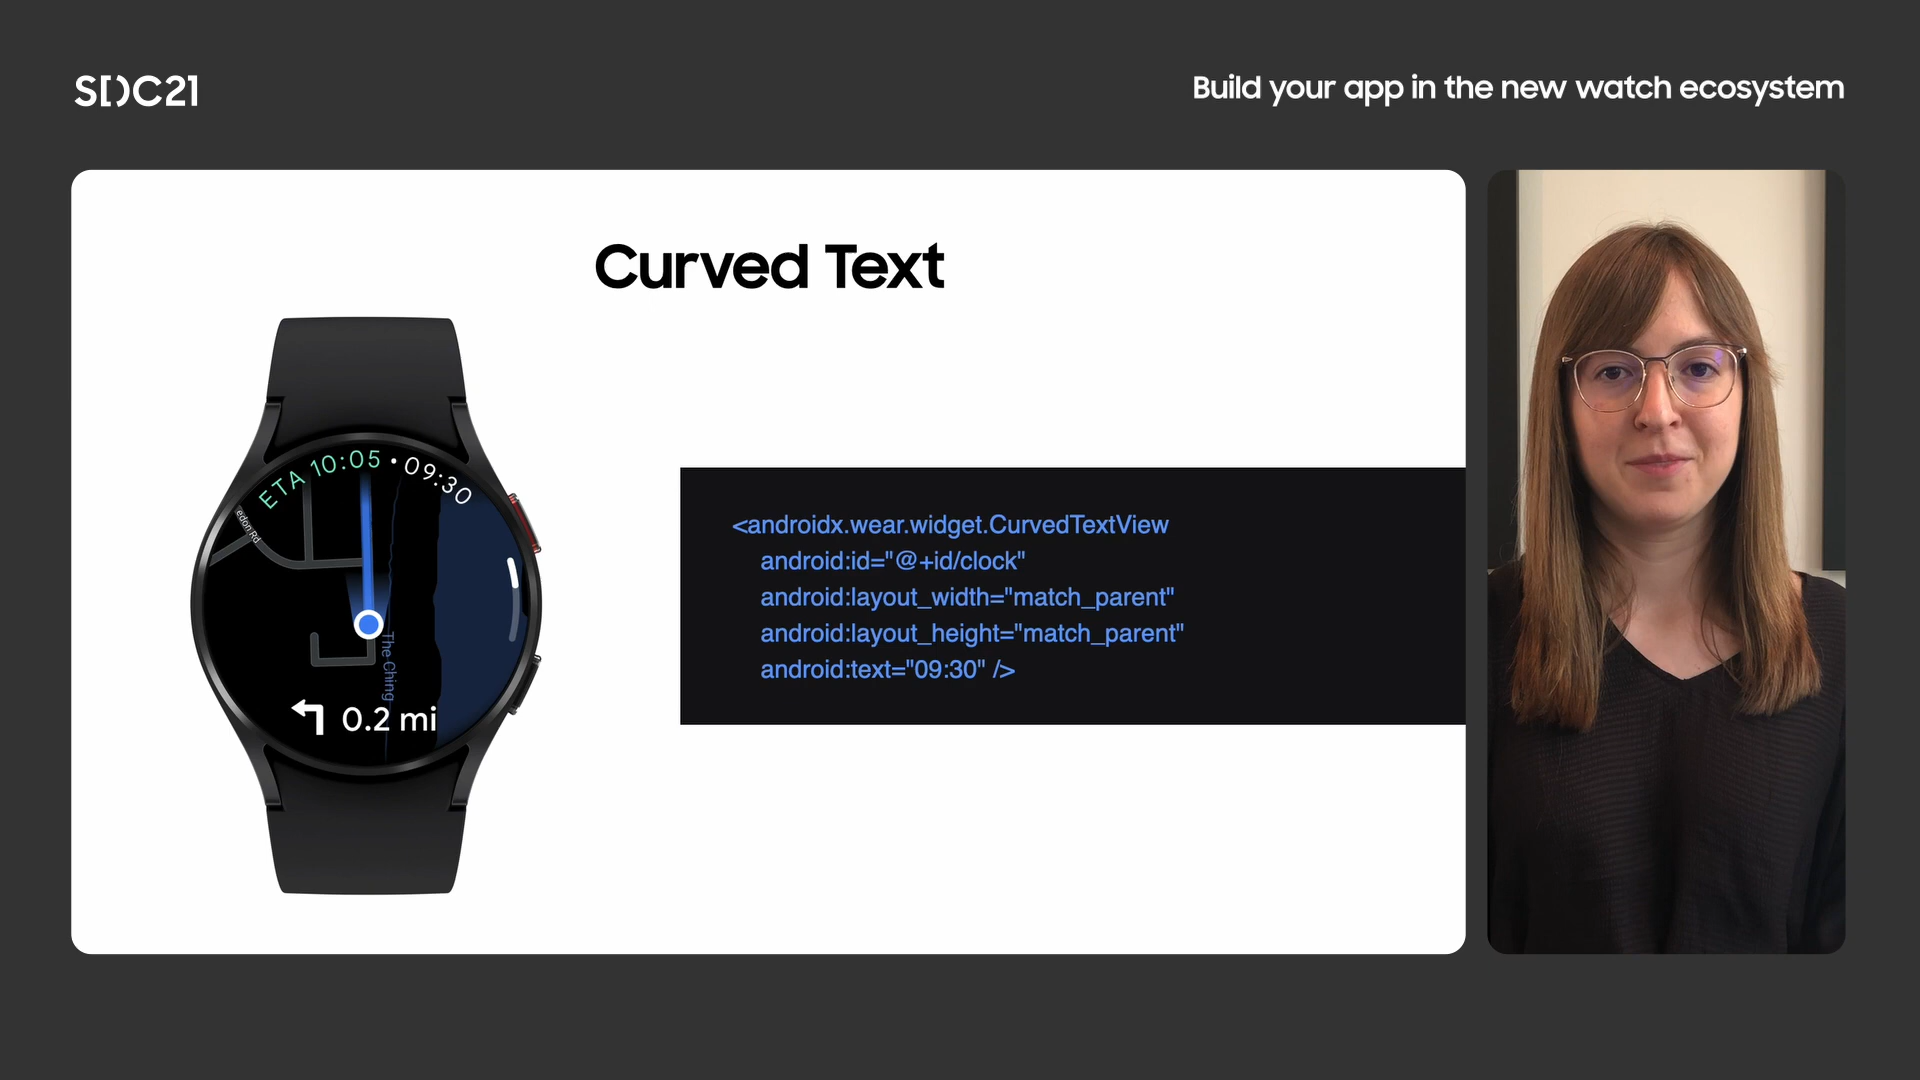 SDC21
Build your app in the new watch ecosystem
Curved Text
ETA 10:05 • 09:30
edon Rd
The Ching
0.2 mi
<androidx.wear.widget.CurvedTextView
android:id="@+id/clock"
android:layout_width="match_parent"
android:layout_height="match_parent"
android:text="09:30" />